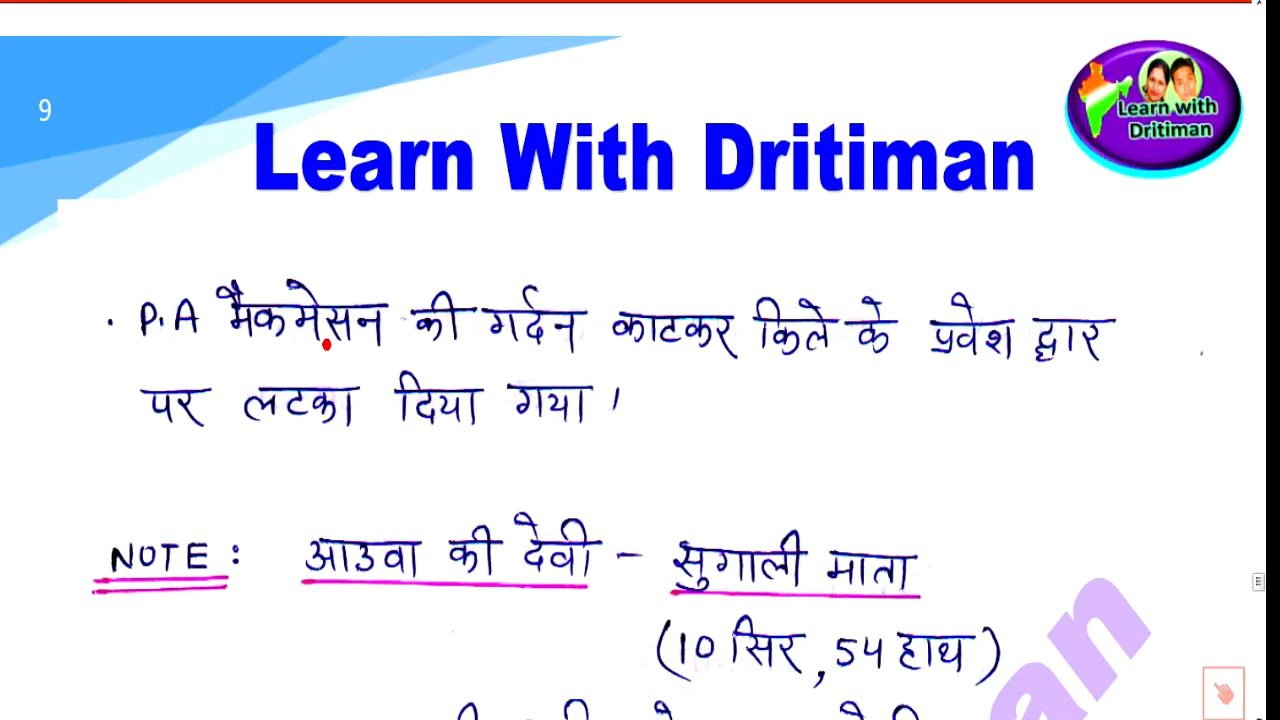 9
Learn with
Dritiman
Learn With Dritiman
. P.A मैकमेसन की गर्दन काटकर किले के प्रवेश द्वार
पर लटका दिया गया ।
NOTE : आउवा की देवी - सुगाली माता
(10 सिर, 54 हाथ)
an